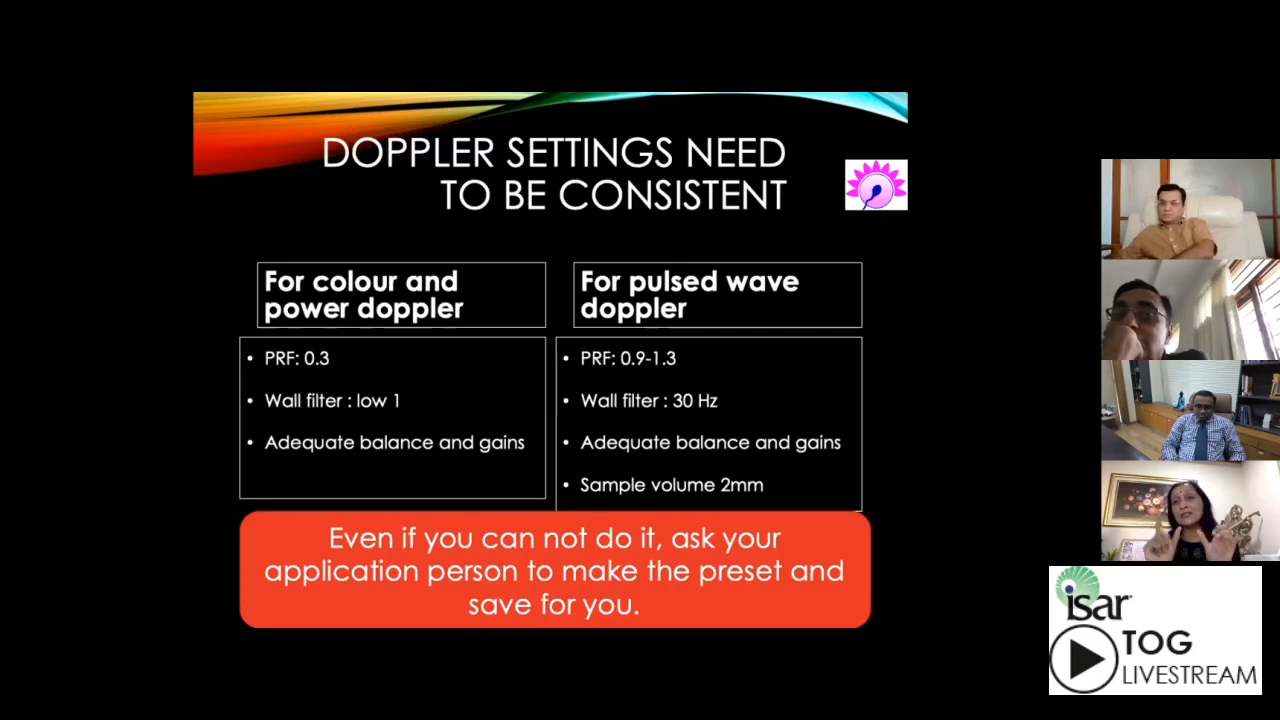 DOPPLER SETTINGS NEED
TO BE CONSISTENT
For colour and
power doppler
• PRF: 0.3
• Wall filter : low 1
• Adequate balance and gains
For pulsed wave
doppler
• PRF: 0.9-1.3
• Wall filter : 30 Hz
• Adequate balance and gains
• Sample volume 2mm
Even if you can not do it, ask your
application person to make the preset and
save for you.
isar
TOG
LIVESTREAM